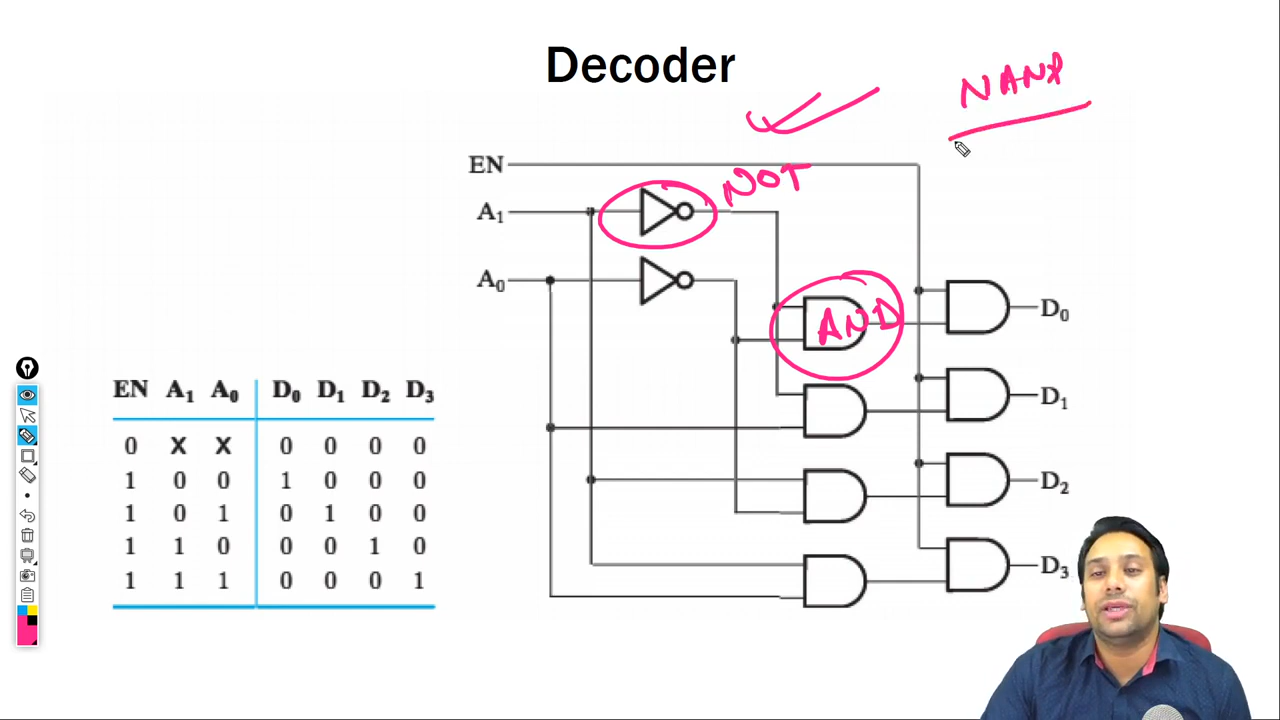 Decoder
NAND
EN
NOT
A1
A0
AND
D0
D1
D2
D3
EN A1 A0 D0 D1 D2 D3
0 X X 0 0 0 0
1 0 0 1 0 0 0
1 0 1 0 1 0 0
1 1 0 0 0 1 0
1 1 1 0 0 0 1